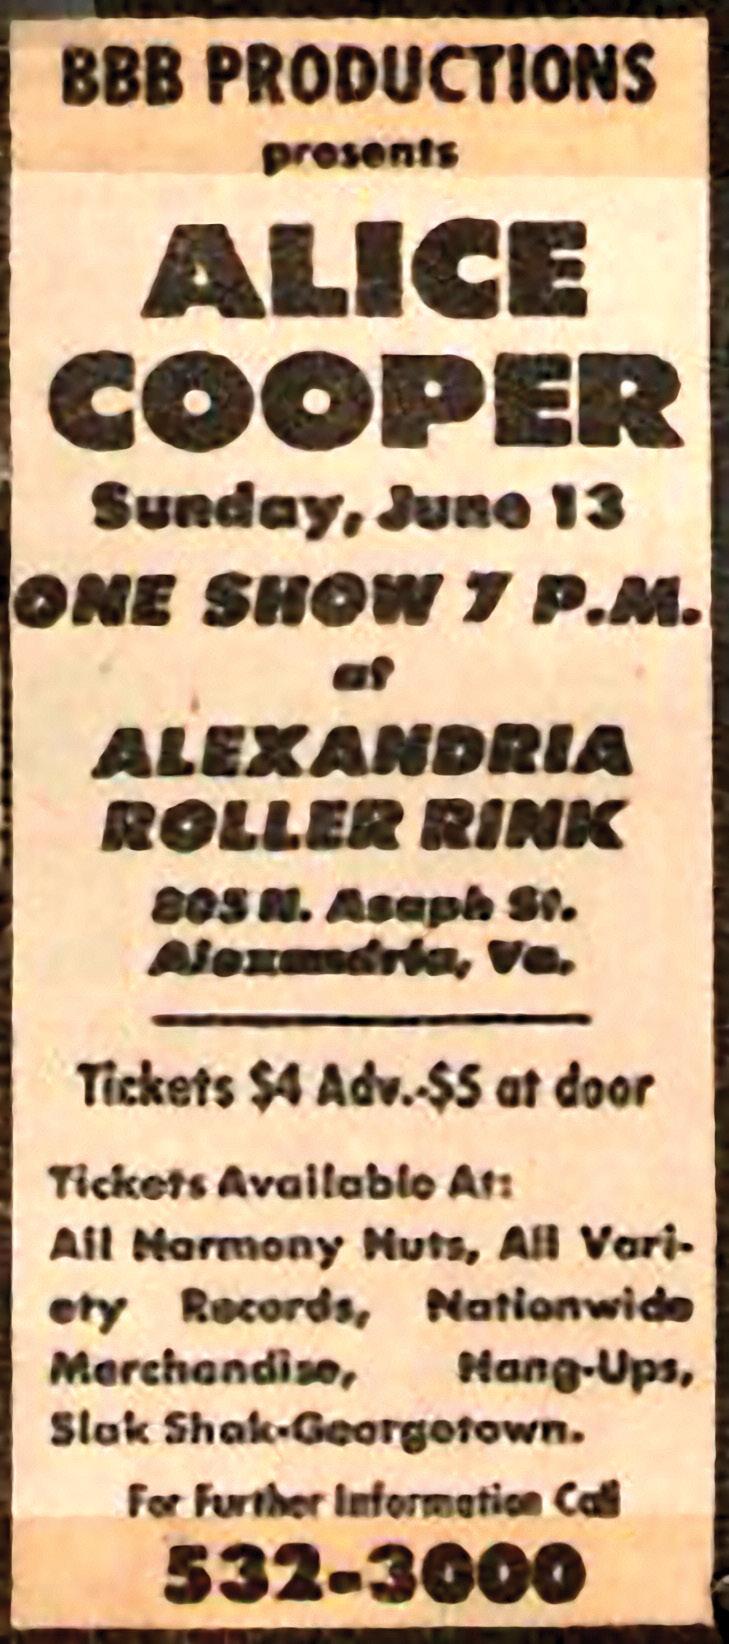 BBB PRODUCTIONS
presents
ALICE
COOPER
Sunday, June 13
ONE SHOW 7 P.M.
at
ALEXANDRIA
ROLLER RINK
805 N. Asaph St.
Alexandria, Va.
Tickets $4 Adv.-$5 at door
Tickets Available At:
All Harmony Huts, All Vari-
ety Records, Nationwide
Merchandise, Hang-Ups,
Slak Shak-Georgetown.
For Further Information Call
532-3000